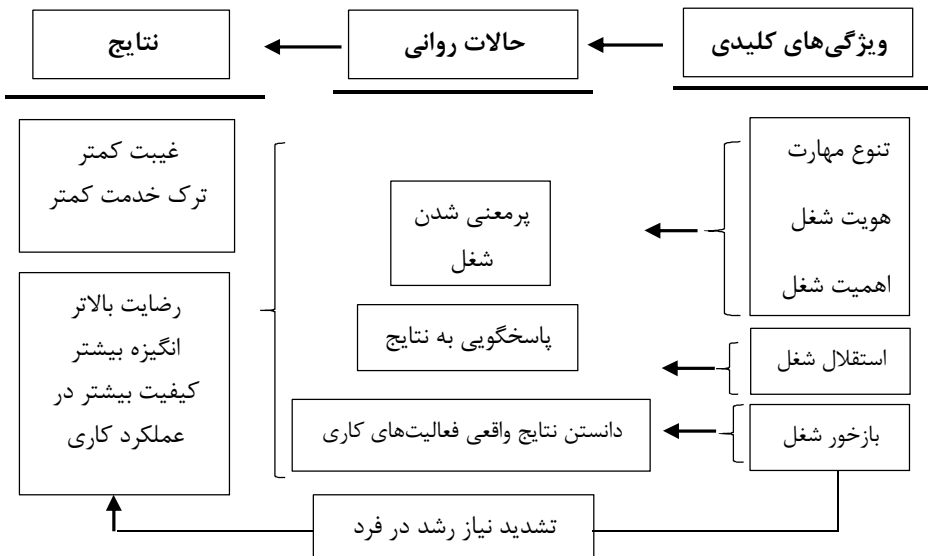 ویژگی‌های کلیدی
حالات روانی
نتایج
تنوع مهارت
هویت شغل
اهمیت شغل
استقلال شغل
بازخور شغل
پرمعنی شدن
شغل
پاسخگویی به نتایج
دانستن نتایج واقعی فعالیت‌های کاری
غیبت کمتر
ترک خدمت کمتر
رضایت بالاتر
انگیزه بیشتر
کیفیت بیشتر در
عملکرد کاری
تشدید نیاز رشد در فرد